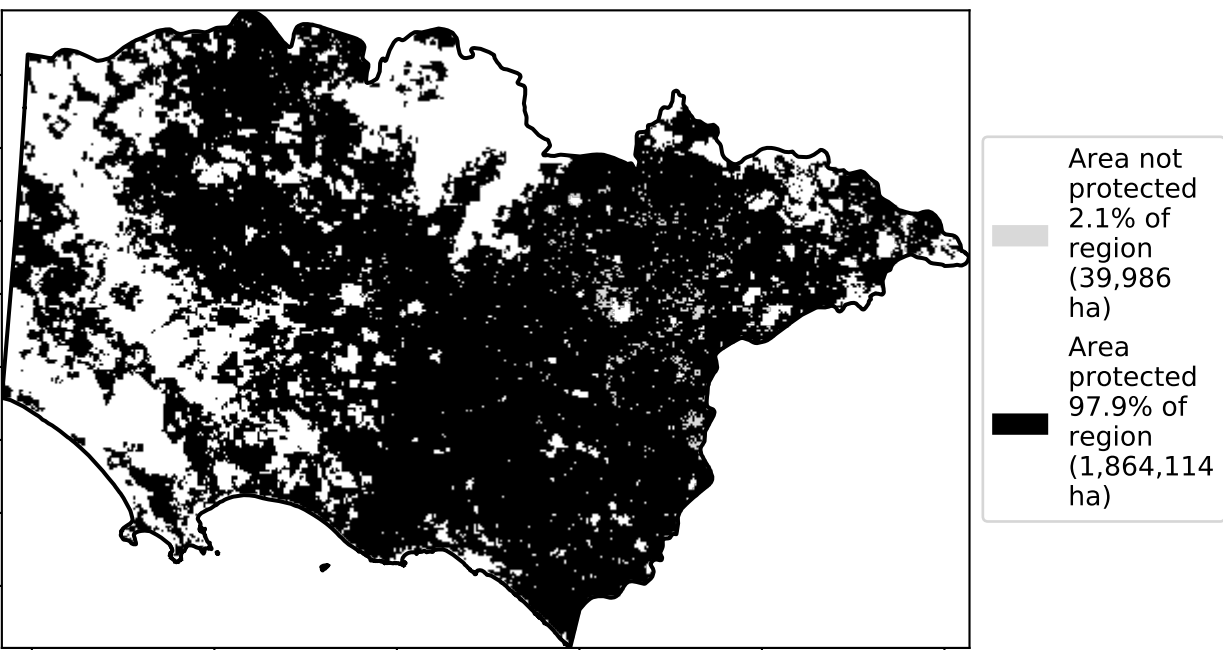 Area not
protected
2.1% of
region
(39,986
ha)
Area
protected
97.9% of
region
(1,864,114
ha)